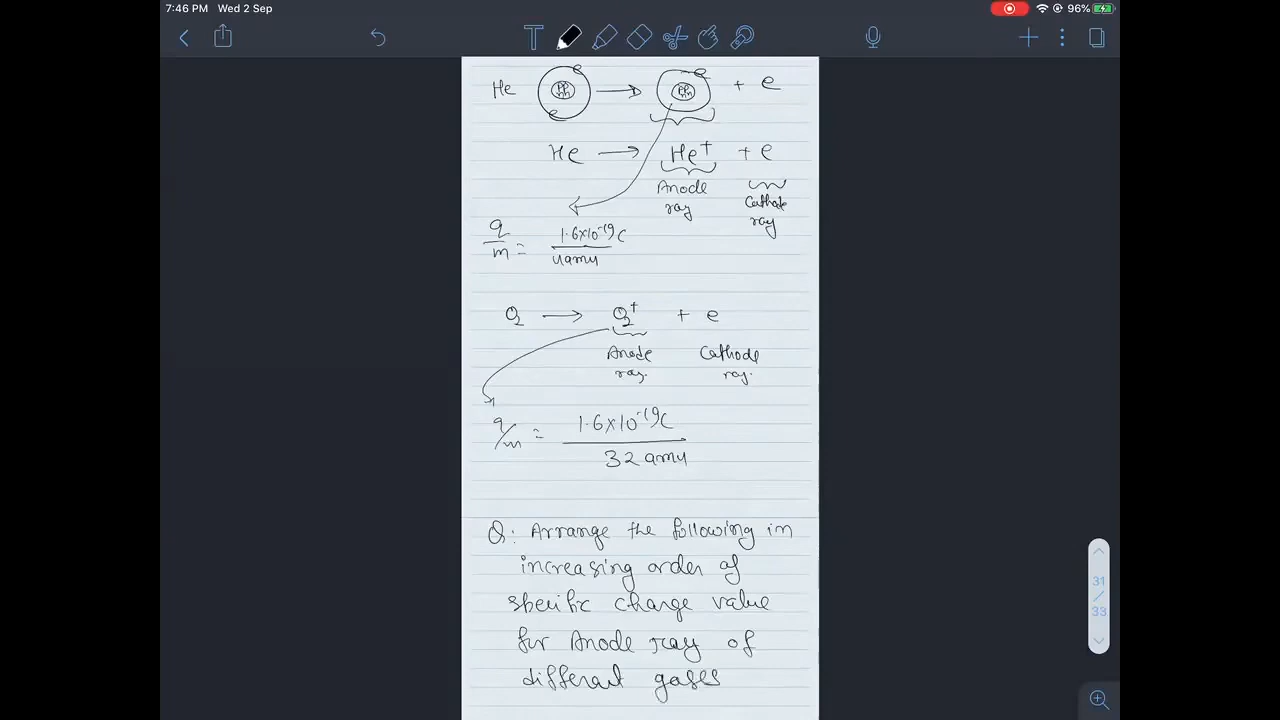 7:46 PM Wed 2 Sep
96%
T
He e e → e + e
He → He+ + e
Anode ray
Cathode ray
q/m = 1.6×10-19C / 4amu
O2 → O2+ + e
Anode ray.
Cathode ray.
q/m = 1.6×10-19C / 32 amu
Q: Arrange the following in
increasing order of
specific charge value
for Anode ray of
different gases
31
/
33